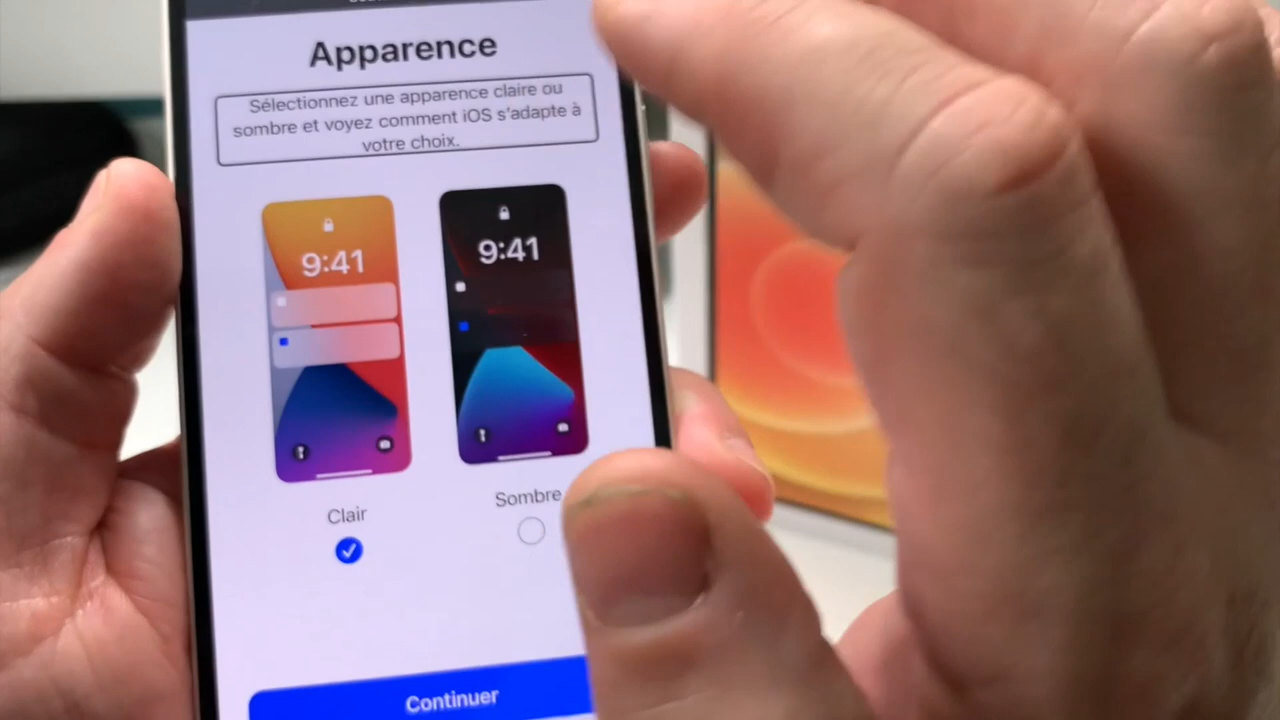 Apparence
Sélectionnez une apparence claire ou
sombre et voyez comment iOS s'adapte à
votre choix.
9:41
9:41
Clair
Sombre
Continuer